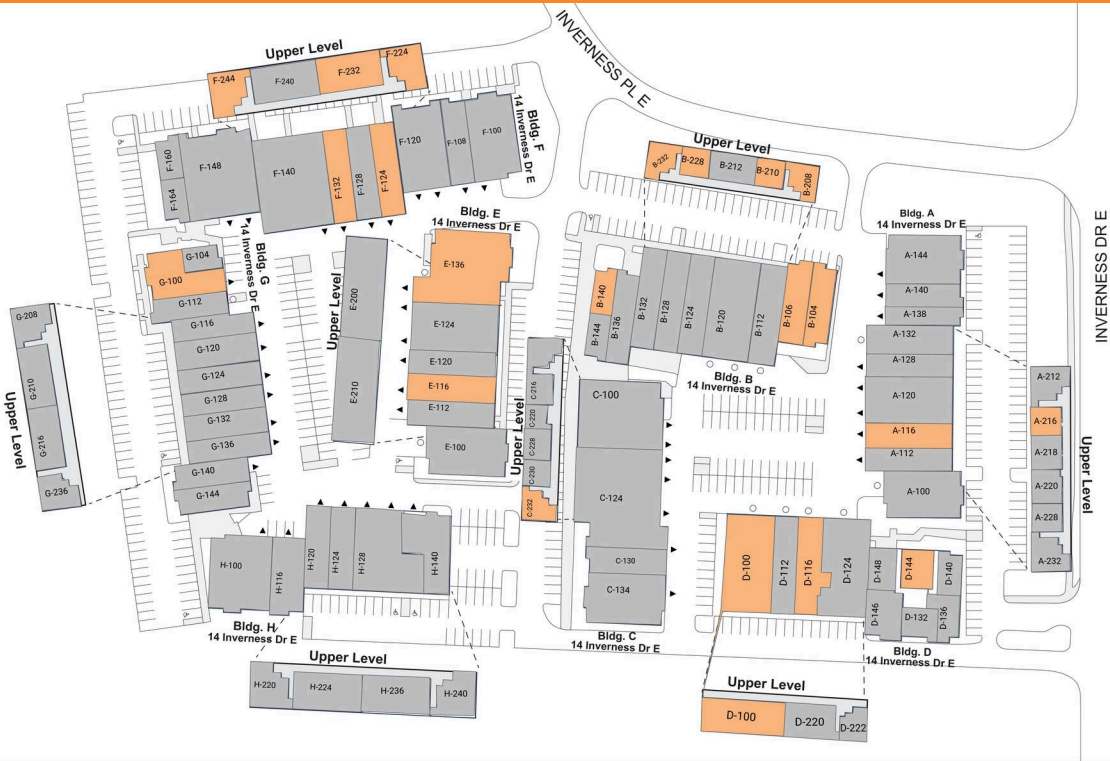 INVERNESS PL E
INVERNESS DR E
Upper Level
F-244
F-240
F-232
F-224
F-160
F-164
F-148
F-140
F-132
F-128
F-124
F-120
F-108
F-100
Bldg. F
14 Inverness Dr E
Upper Level
B-232
B-228
B-212
B-210
B-208
Bldg. A
14 Inverness Dr E
A-144
A-140
A-138
A-132
A-128
A-120
A-116
A-112
A-100
A-212
A-216
A-218
A-220
A-228
A-232
Upper Level
Bldg. E
14 Inverness Dr E
E-136
E-124
E-120
E-116
E-112
E-100
Upper Level
E-200
E-210
Bldg. G
14 Inverness Dr E
G-104
G-100
G-112
G-116
G-120
G-124
G-128
G-132
G-136
G-140
G-144
G-208
G-210
G-216
G-236
Upper Level
B-140
B-144
B-136
B-132
B-128
B-124
B-120
B-112
B-106
B-104
Bldg. B
14 Inverness Dr E
Upper Level
C-216
C-220
C-228
C-230
C-232
C-100
C-124
C-130
C-134
Bldg. C
14 Inverness Dr E
D-100
D-112
D-116
D-124
D-148
D-144
D-140
D-146
D-132
D-136
Bldg. D
14 Inverness Dr E
Upper Level
D-100
D-220
D-222
H-100
H-116
H-120
H-124
H-128
H-140
Bldg. H
14 Inverness Dr E
Upper Level
H-220
H-224
H-236
H-240